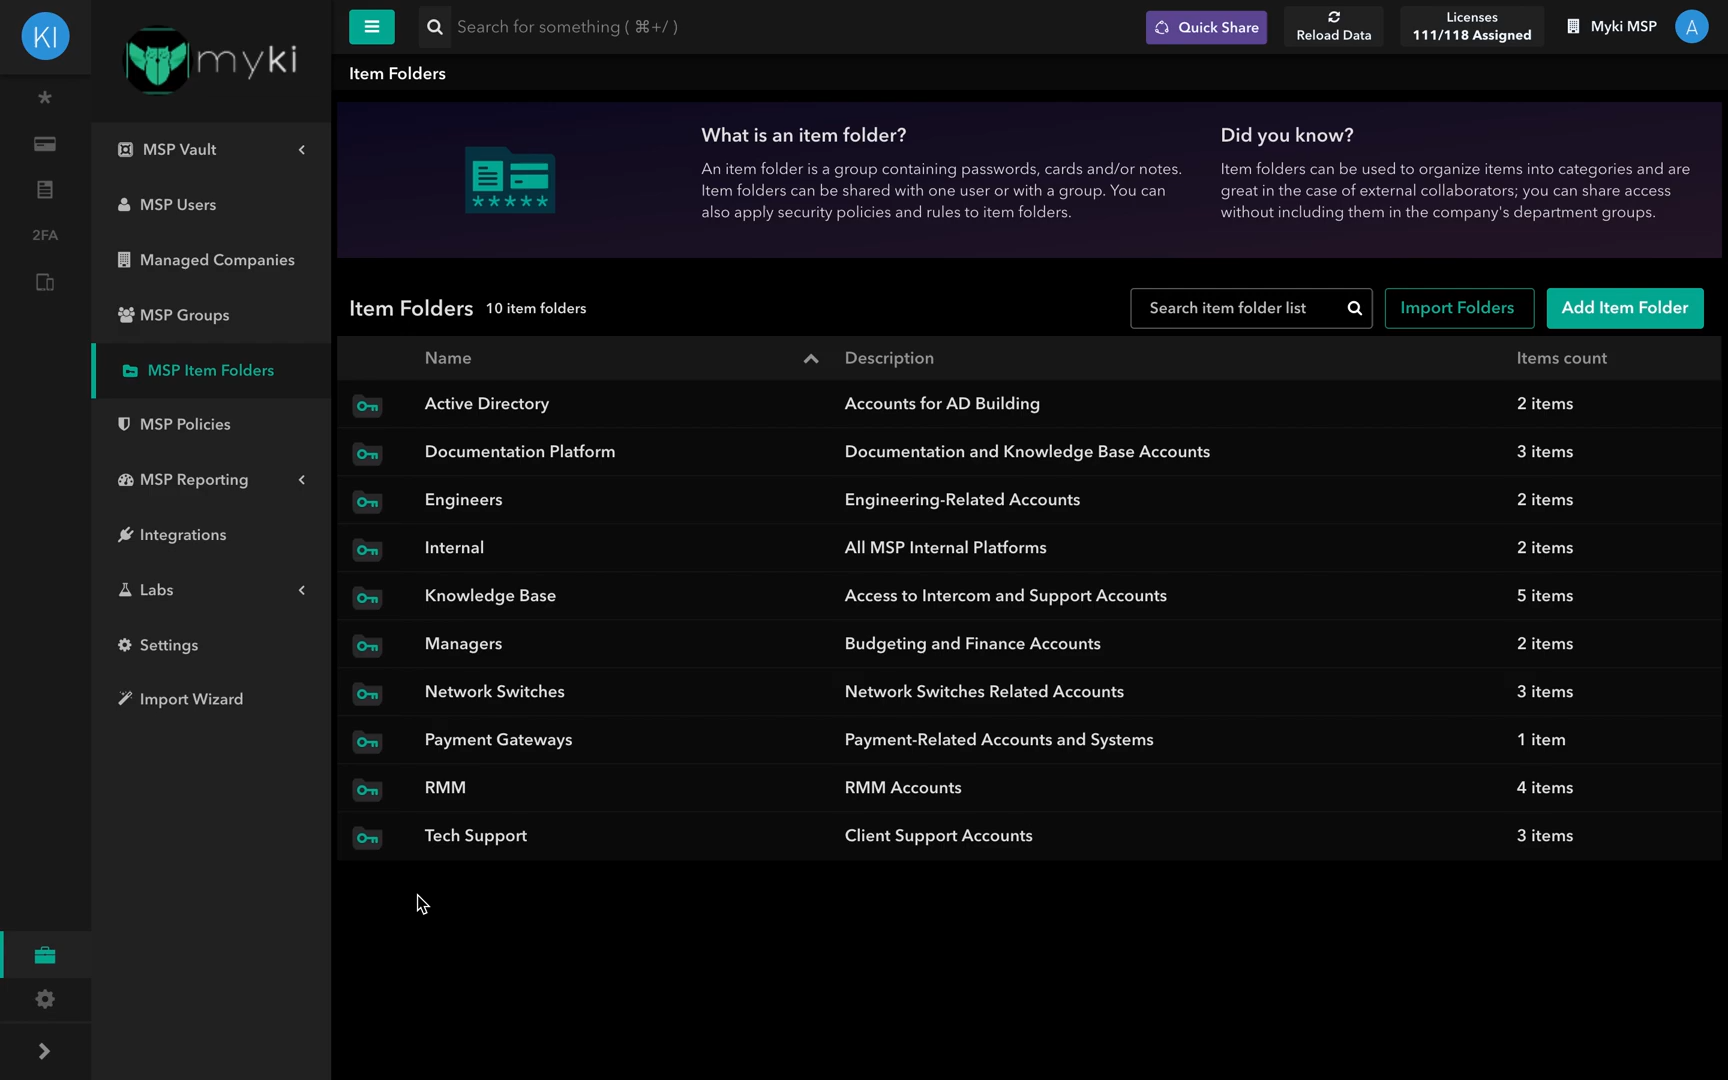 KI
myki
Search for something ( ⌘+/ )
Quick Share
Reload Data
Licenses
111/118 Assigned
Myki MSP
A
Item Folders
2FA
MSP Vault
MSP Users
Managed Companies
MSP Groups
MSP Item Folders
MSP Policies
MSP Reporting
Integrations
Labs
Settings
Import Wizard
What is an item folder?
An item folder is a group containing passwords, cards and/or notes.
Item folders can be shared with one user or with a group. You can
also apply security policies and rules to item folders.
Did you know?
Item folders can be used to organize items into categories and are
great in the case of external collaborators; you can share access
without including them in the company's department groups.
Item Folders 10 item folders
Search item folder list
Import Folders
Add Item Folder
Name Description Items count
Active Directory Accounts for AD Building 2 items
Documentation Platform Documentation and Knowledge Base Accounts 3 items
Engineers Engineering-Related Accounts 2 items
Internal All MSP Internal Platforms 2 items
Knowledge Base Access to Intercom and Support Accounts 5 items
Managers Budgeting and Finance Accounts 2 items
Network Switches Network Switches Related Accounts 3 items
Payment Gateways Payment-Related Accounts and Systems 1 item
RMM RMM Accounts 4 items
Tech Support Client Support Accounts 3 items